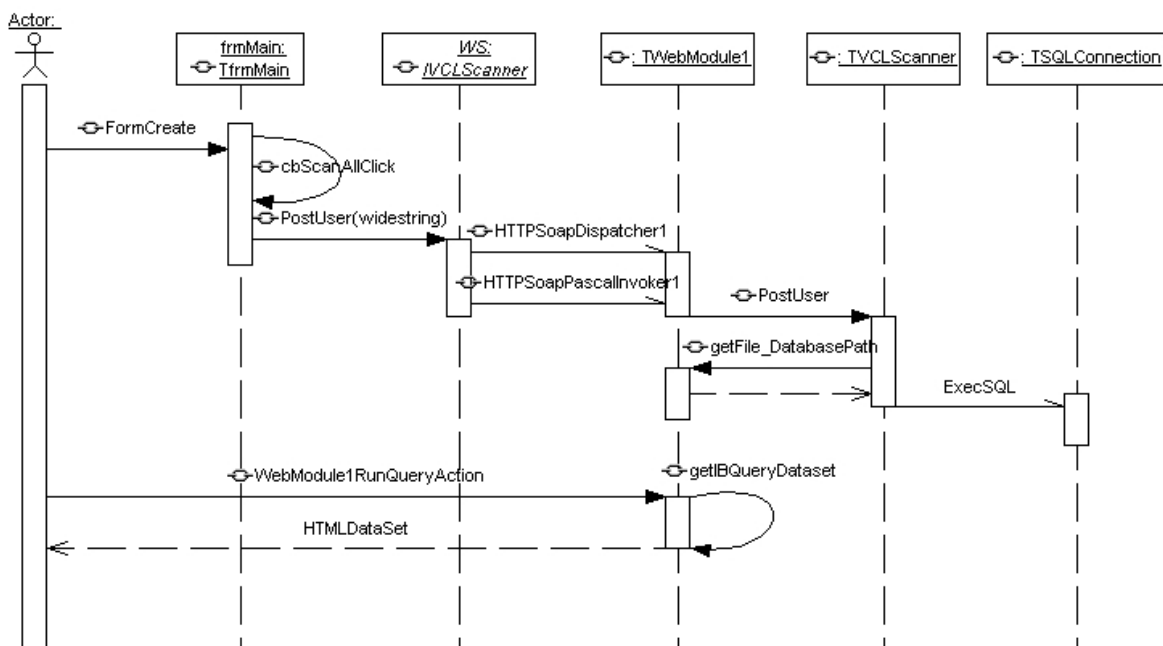 Actor:
frmMain:
TfrmMain
WS:
IVCLScanner
: TWebModule1
: TVCLScanner
: TSQLConnection
FormCreate
cbScanAllClick
PostUser(widestring)
HTTPSoapDispatcher1
HTTPSoapPascalInvoker1
PostUser
getFile_DatabasePath
ExecSQL
WebModule1RunQueryAction
getIBQueryDataset
HTMLDataSet